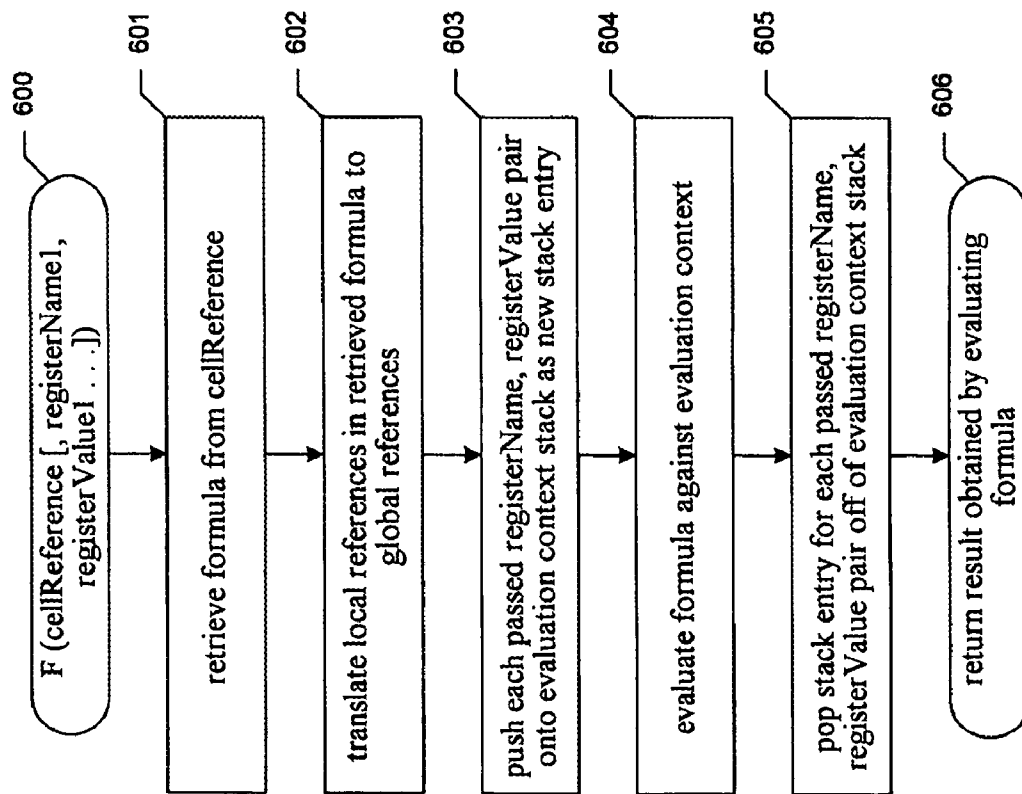 600
F (cellReference [, registerName1,
registerValue1 . . .])
601
retrieve formula from cellReference
602
translate local references in retrieved formula to
global references
603
push each passed registerName, registerValue pair
onto evaluation context stack as new stack entry
604
evaluate formula against evaluation context
605
pop stack entry for each passed registerName,
registerValue pair off of evaluation context stack
606
return result obtained by evaluating
formula